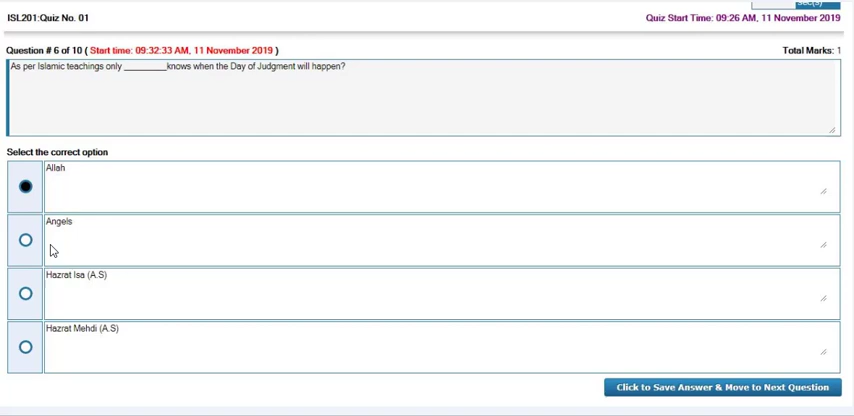 sec(s)
ISL201:Quiz No. 01
Quiz Start Time: 09:26 AM, 11 November 2019
Question # 6 of 10 ( Start time: 09:32:33 AM, 11 November 2019 )
Total Marks: 1
As per Islamic teachings only _________knows when the Day of Judgment will happen?
Select the correct option
Allah
Angels
Hazrat Isa (A.S)
Hazrat Mehdi (A.S)
Click to Save Answer & Move to Next Question